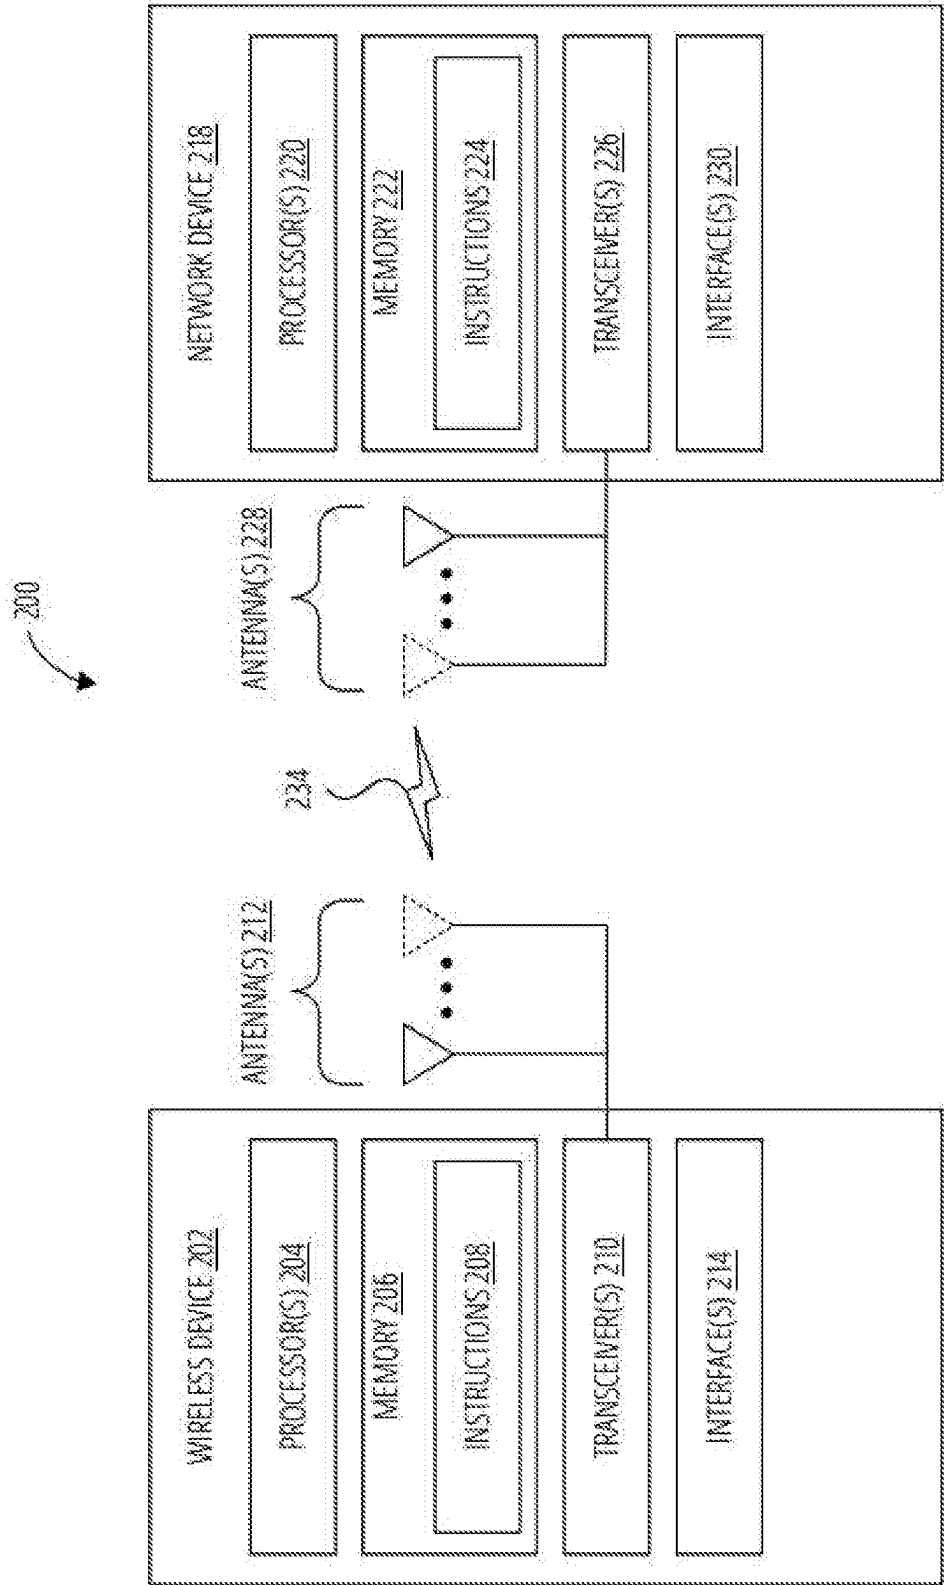 200
WIRELESS DEVICE 202
PROCESSOR(S) 204
MEMORY 206
INSTRUCTIONS 208
TRANSCEIVER(S) 210
INTERFACE(S) 214
ANTENNA(S) 212
234
ANTENNA(S) 228
NETWORK DEVICE 218
PROCESSOR(S) 220
MEMORY 222
INSTRUCTIONS 224
TRANSCEIVER(S) 226
INTERFACE(S) 230